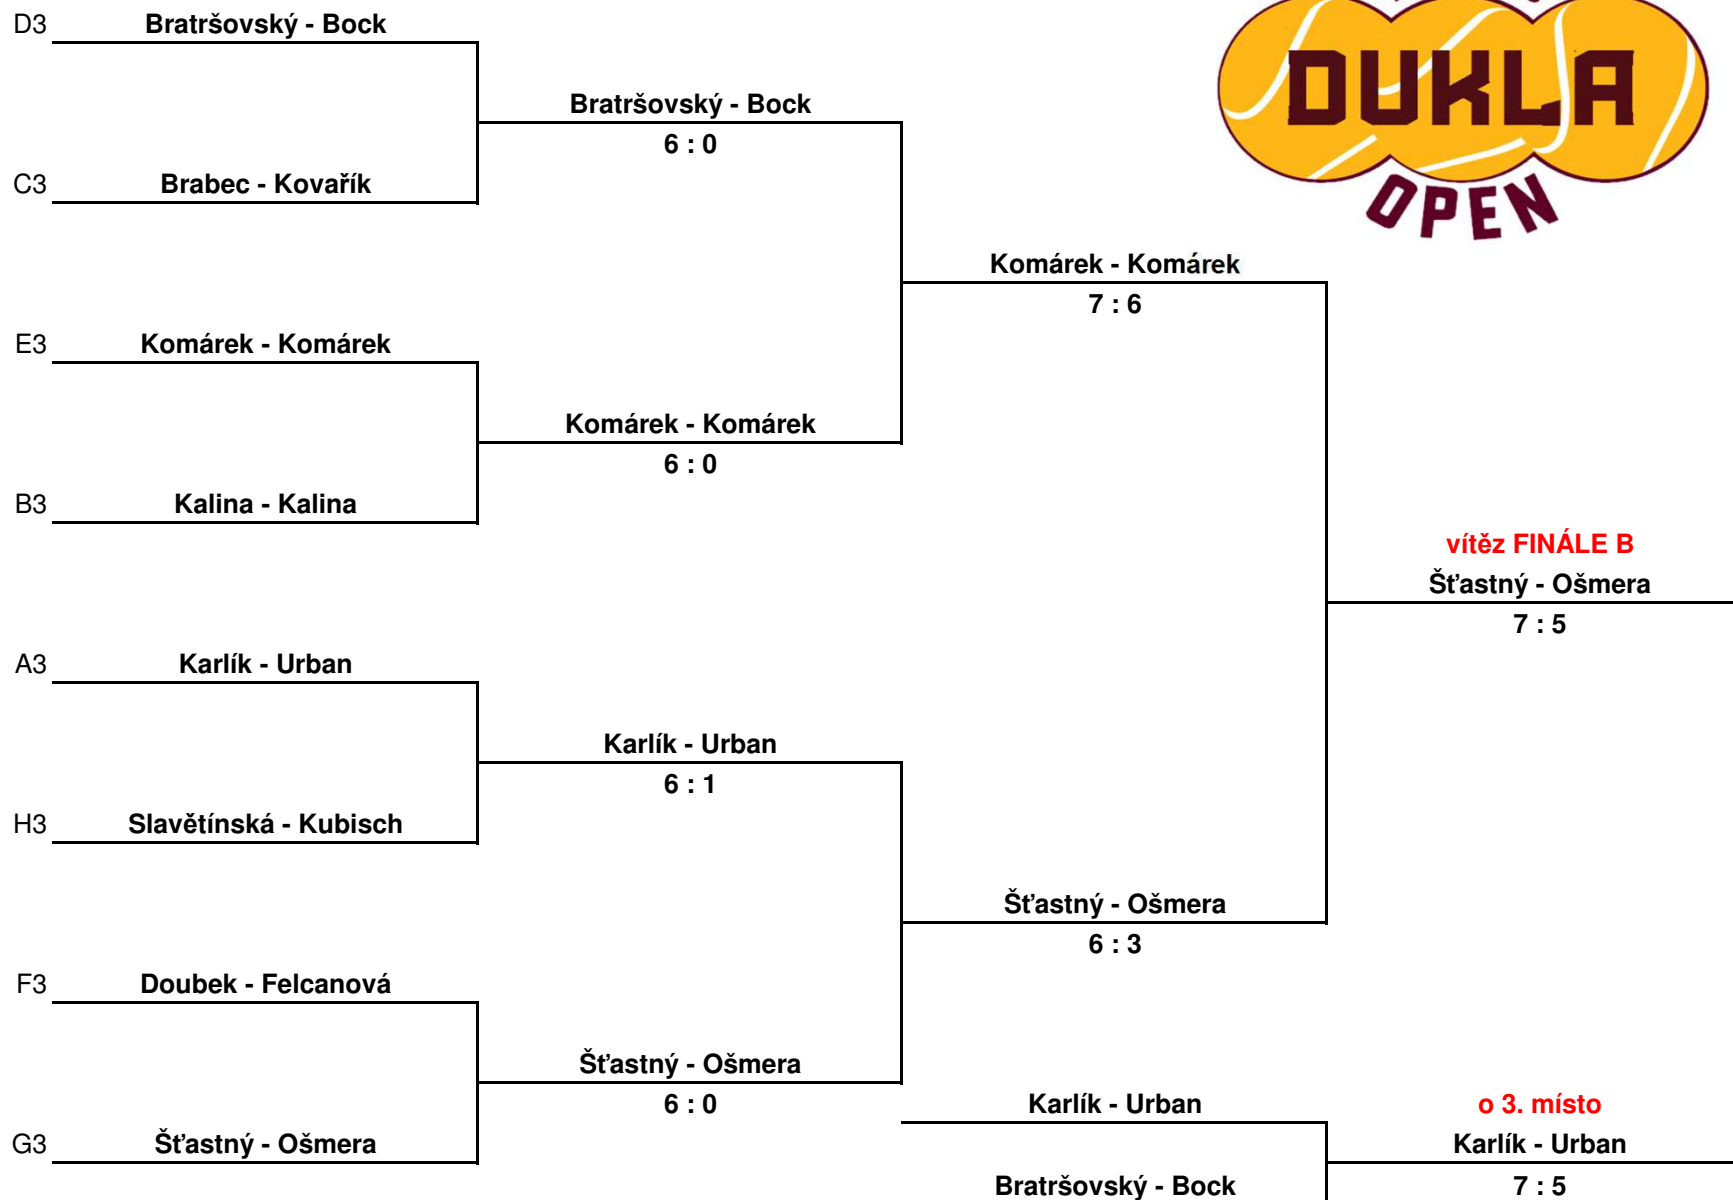 D3 Bratršovský - Bock
DUKLA
OPEN
Bratršovský - Bock
6 : 0
C3 Brabec - Kovařík
Komárek - Komárek
7 : 6
E3 Komárek - Komárek
Komárek - Komárek
6 : 0
B3 Kalina - Kalina
vítěz FINÁLE B
Šťastný - Ošmera
7 : 5
A3 Karlík - Urban
Karlík - Urban
6 : 1
H3 Slavětínská - Kubisch
Šťastný - Ošmera
6 : 3
F3 Doubek - Felcanová
Šťastný - Ošmera
6 : 0
Karlík - Urban
o 3. místo
G3 Šťastný - Ošmera
Karlík - Urban
Bratršovský - Bock
7 : 5